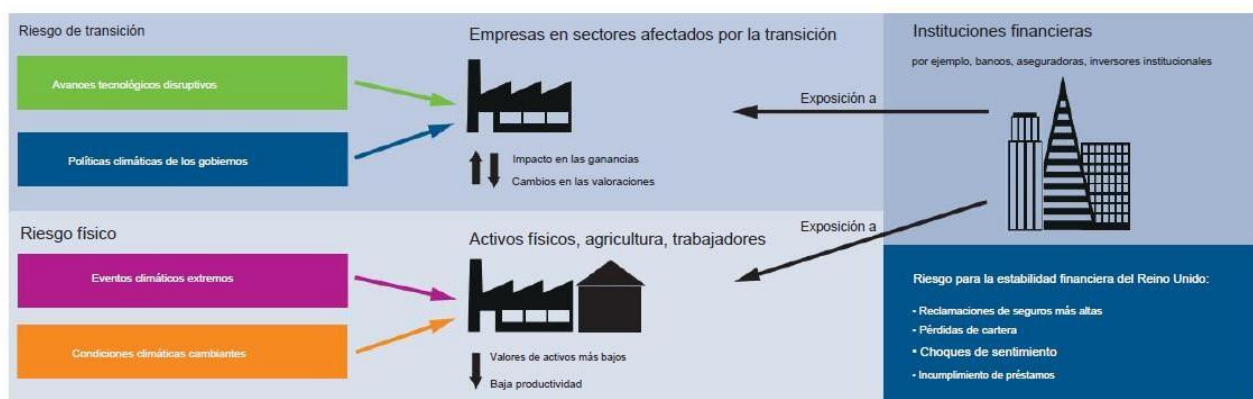 Riesgo de transición
Avances tecnológicos disruptivos
Políticas climáticas de los gobiernos
Empresas en sectores afectados por la transición
Impacto en las ganancias
Cambios en las valoraciones
Exposición a
Instituciones financieras
por ejemplo, bancos, aseguradoras, inversores institucionales
Riesgo físico
Eventos climáticos extremos
Condiciones climáticas cambiantes
Activos físicos, agricultura, trabajadores
Valores de activos más bajos
Baja productividad
Exposición a
Riesgo para la estabilidad financiera del Reino Unido:
- Reclamaciones de seguros más altas
- Pérdidas de cartera
• Choques de sentimiento
- Incumplimiento de préstamos